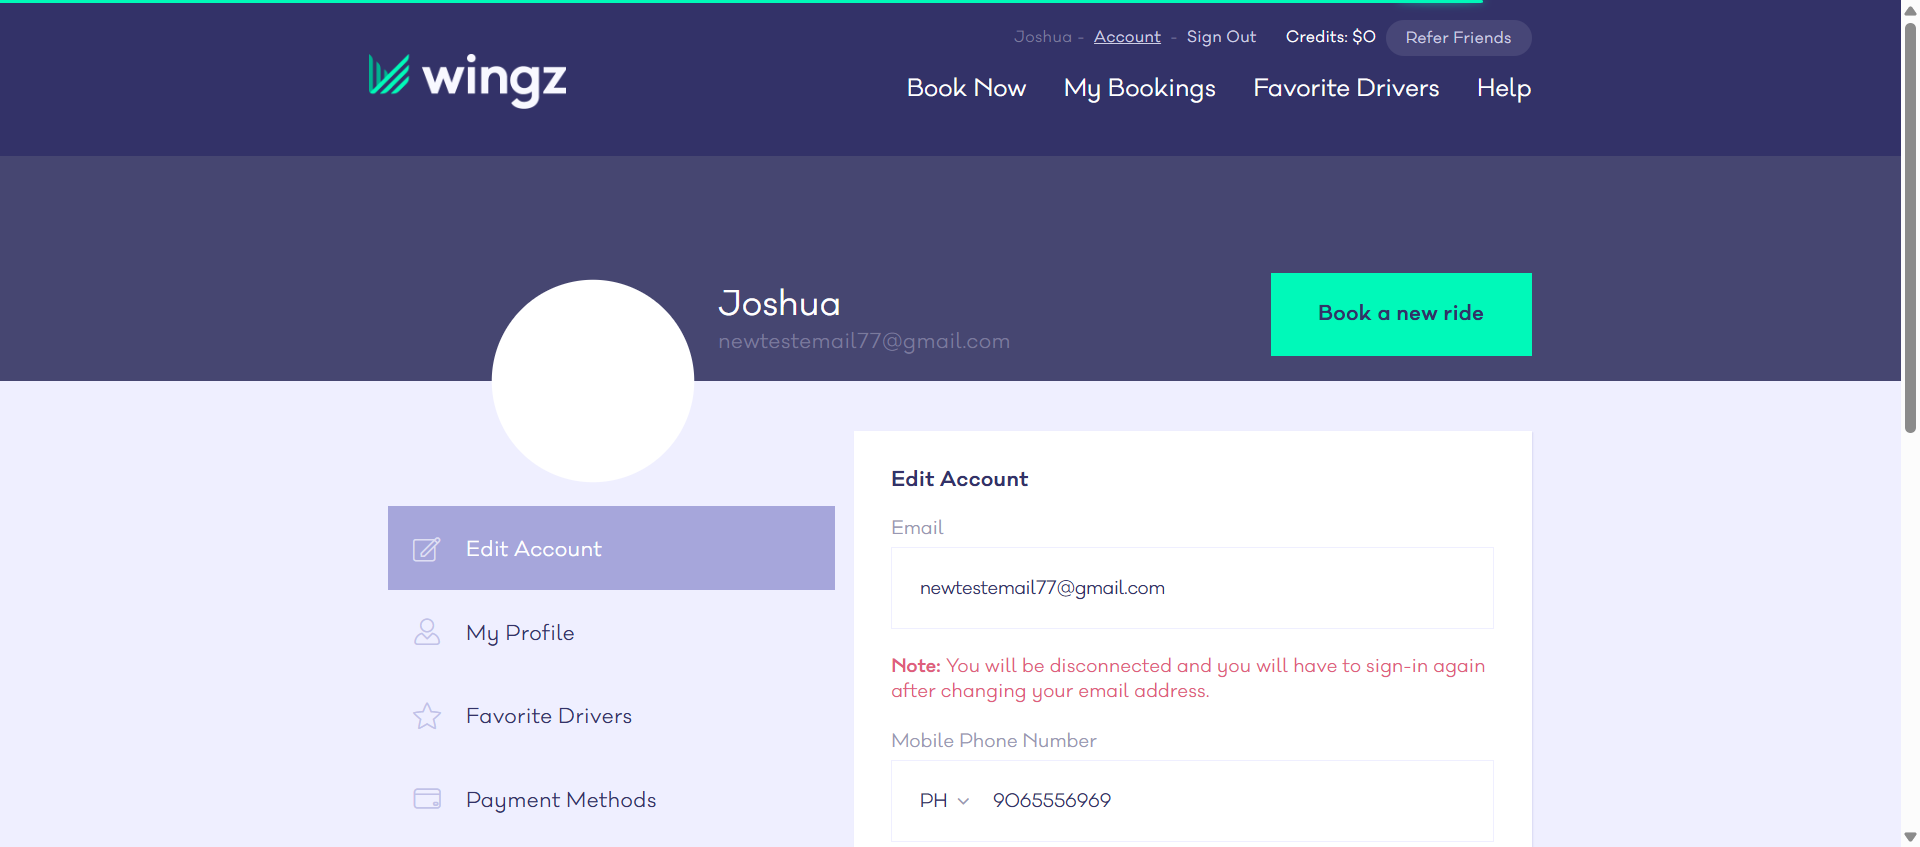 Joshua - Account - Sign Out Credits: $0 Refer Friends
wingz
Book Now My Bookings Favorite Drivers Help
Joshua
newtestemail77@gmail.com
Book a new ride
Edit Account
My Profile
Favorite Drivers
Payment Methods
Edit Account
Email
newtestemail77@gmail.com
Note: You will be disconnected and you will have to sign-in again
after changing your email address.
Mobile Phone Number
PH 9065556969